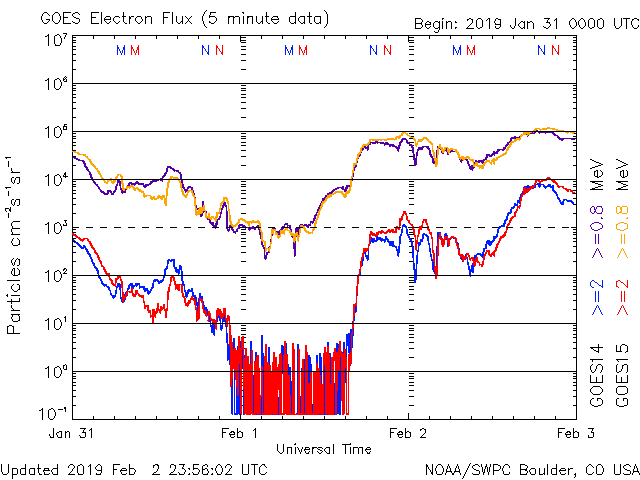 GOES Electron Flux (5 minute data)
Begin: 2019 Jan 31 0000 UTC
10⁷
M M N N M M N N M M N N
10⁶
10⁵
10⁴
10³
10²
10¹
10⁰
10⁻¹
Particles cm⁻²s⁻¹sr⁻¹
GOES14 >=2 >=0.8 MeV
GOES15 >=2 >=0.8 MeV
Jan 31 Feb 1 Feb 2 Feb 3
Universal Time
Updated 2019 Feb 2 23:56:02 UTC
NOAA/SWPC Boulder, CO USA